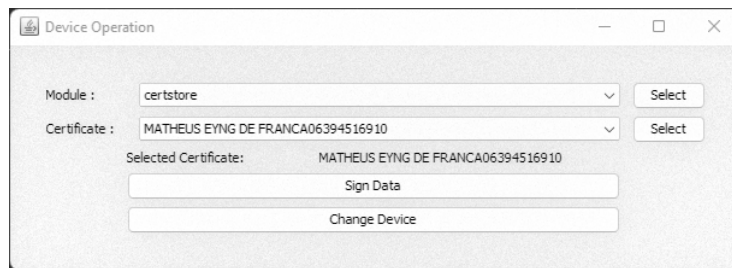 Device Operation
Module : certstore Select
Certificate : MATHEUS EYNG DE FRANCA06394516910 Select
Selected Certificate: MATHEUS EYNG DE FRANCA06394516910
Sign Data
Change Device